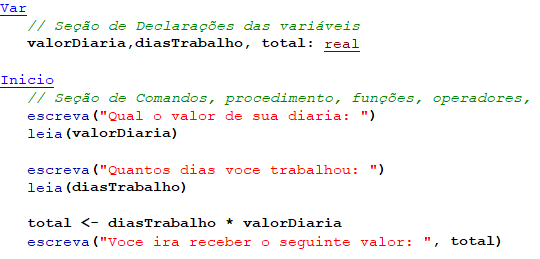 Var
// Seção de Declarações das variáveis
valorDiaria,diasTrabalho, total: real
Inicio
// Seção de Comandos, procedimento, funções, operadores,
escreva("Qual o valor de sua diaria: ")
leia(valorDiaria)
escreva("Quantos dias voce trabalhou: ")
leia(diasTrabalho)
total <- diasTrabalho * valorDiaria
escreva("Voce ira receber o seguinte valor: ", total)